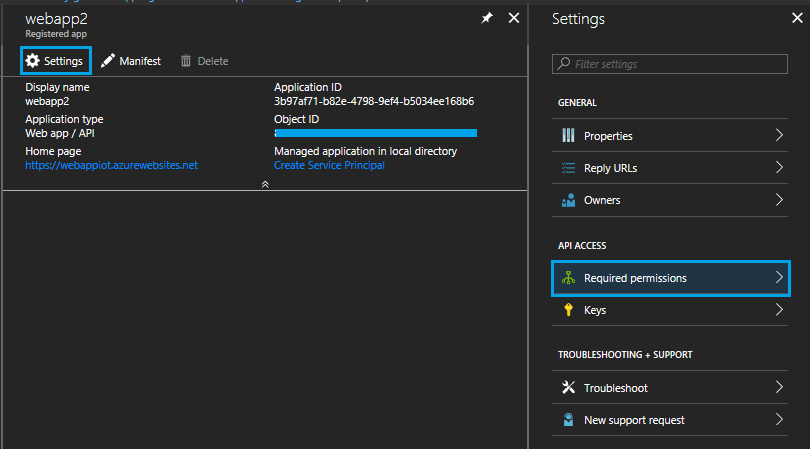 webapp2
Registered app
Settings
Manifest
Delete
Display name
webapp2
Application ID
3b97af71-b82e-4798-9ef4-b5034ee168b6
Application type
Web app / API
Object ID
Home page
https://webappiot.azurewebsites.net
Managed application in local directory
Create Service Principal
Settings
Filter settings
GENERAL
Properties
Reply URLs
Owners
API ACCESS
Required permissions
Keys
TROUBLESHOOTING + SUPPORT
Troubleshoot
New support request